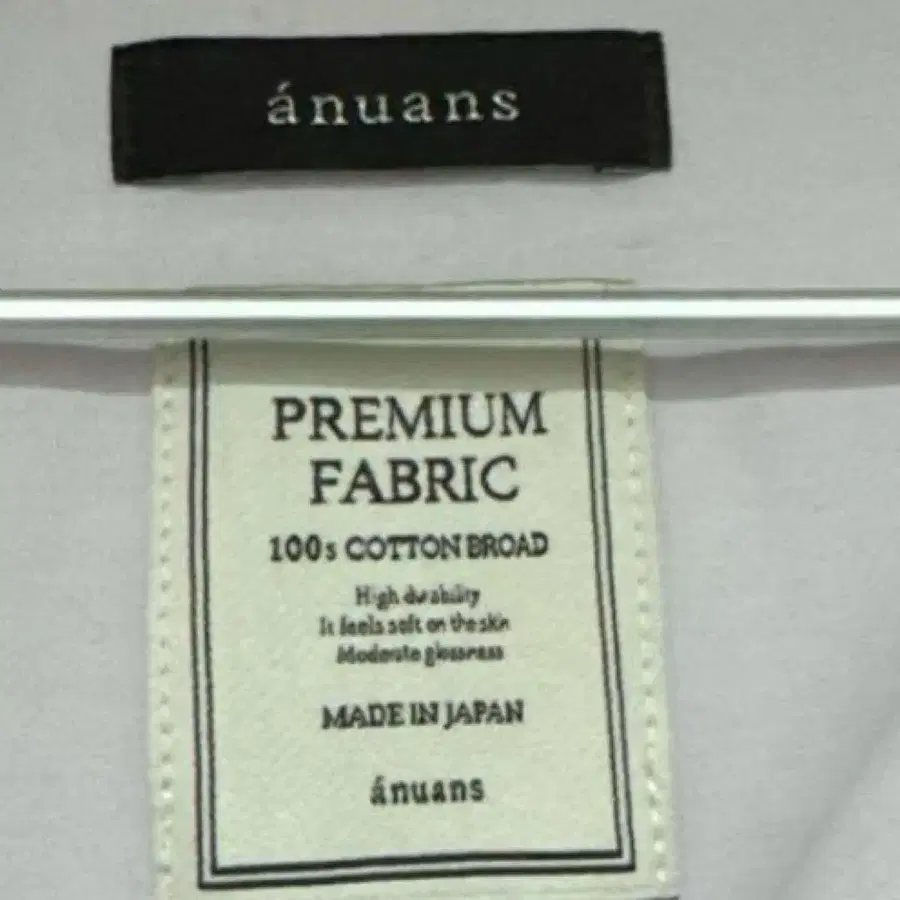 ánuans
PREMIUM
FABRIC
100s COTTON BROAD
High durability
It feels soft on the skin
Moderate glossness
MADE IN JAPAN
ánuans